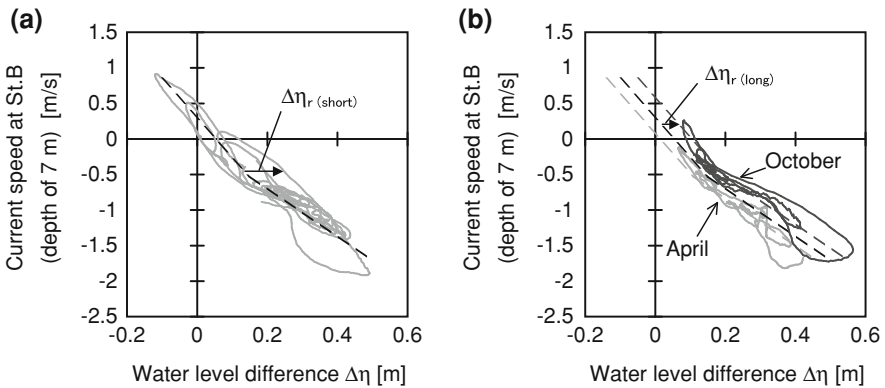 (a)
Current speed at St.B
(depth of 7 m) [m/s]
1.5
1
0.5
0
-0.5
-1
-1.5
-2
-2.5
-0.2 0 0.2 0.4 0.6
Δηr (short)
Water level difference Δη [m]
(b)
Current speed at St.B
(depth of 7 m) [m/s]
1.5
1
0.5
0
-0.5
-1
-1.5
-2
-2.5
-0.2 0 0.2 0.4 0.6
Δηr (long)
October
April
Water level difference Δη [m]